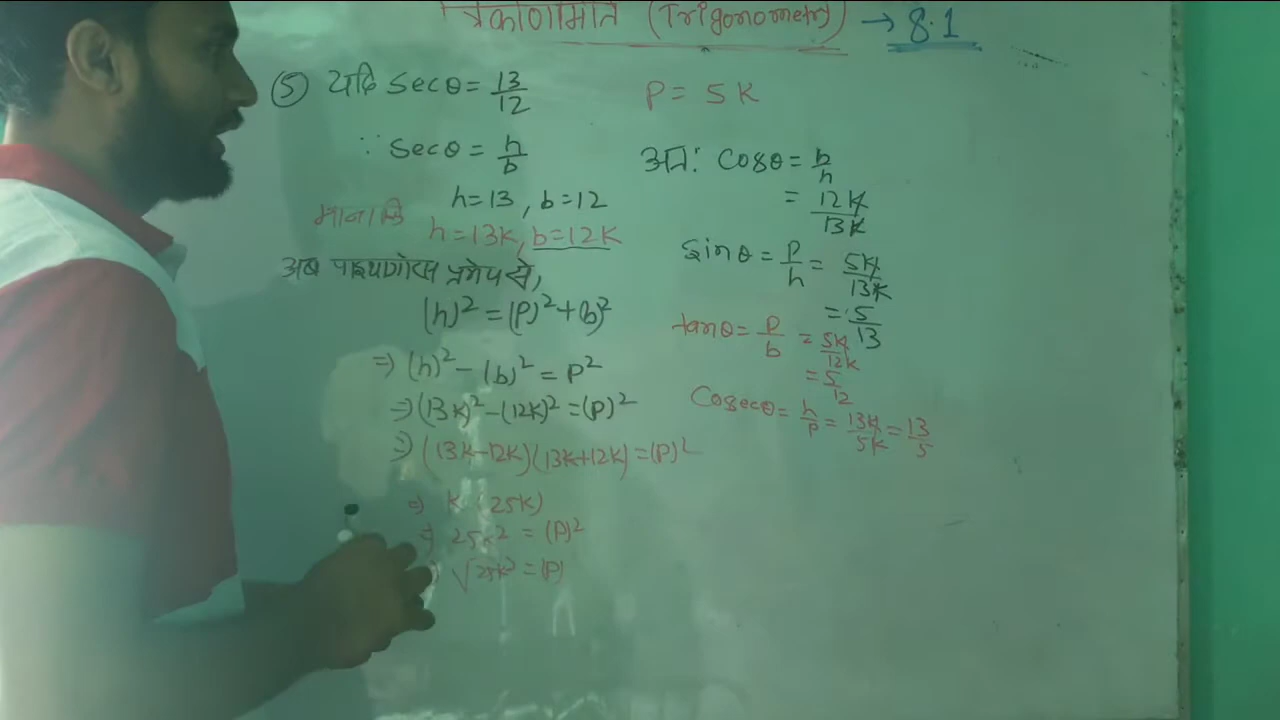 त्रिकोणमिति (Trigonometry) → 8.1
⑤ यदि Secθ = 13/12
∵ Secθ = h/b
h=13, b=12
माना कि
h=13K, b=12K
अब पाइथागोरस प्रमेय से,
(h)² = (P)² + (b)²
⇒ (h)² - (b)² = P²
⇒ (13K)² - (12K)² = (P)²
⇒ (13K-12K)(13K+12K) = (P)²
⇒ K (25K)
⇒ 25K² = (P)²
√25K² = (P)
P = 5K
अतः Cosθ = b/h
= 12K/13K
Sinθ = P/h = 5K/13K
= 5/13
tanθ = P/b = 5K/12K
= 5/12
Cosecθ = h/P = 13K/5K = 13/5